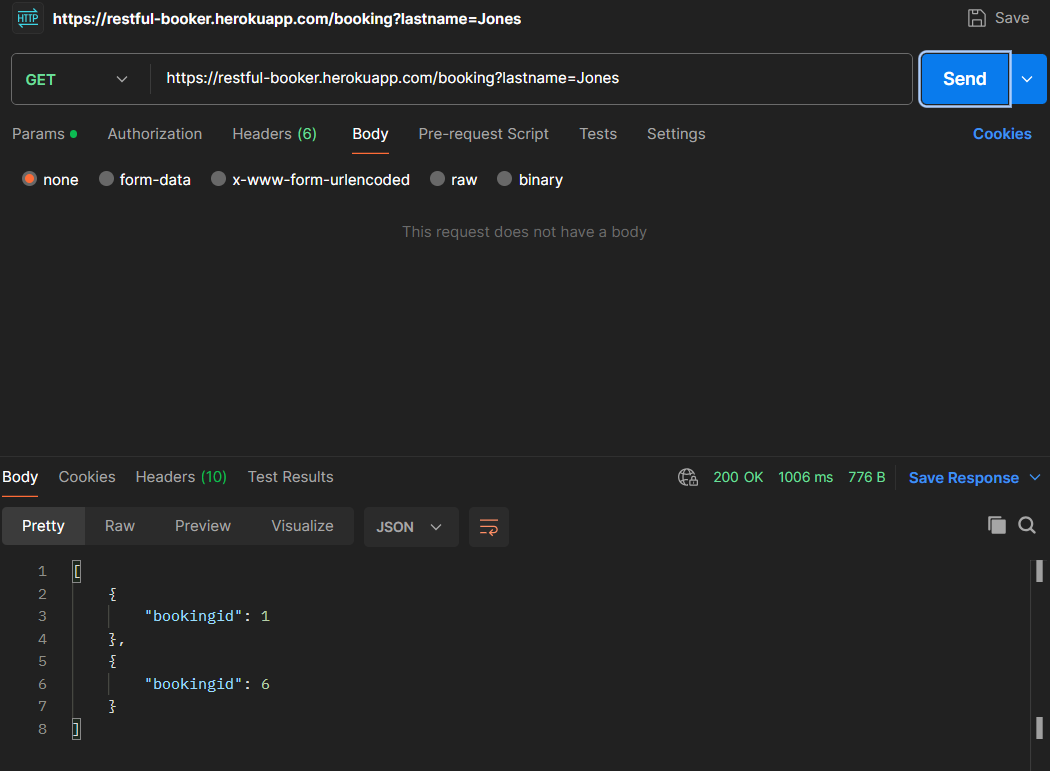 HTTP https://restful-booker.herokuapp.com/booking?lastname=Jones Save
GET https://restful-booker.herokuapp.com/booking?lastname=Jones Send
Params Authorization Headers (6) Body Pre-request Script Tests Settings Cookies
none form-data x-www-form-urlencoded raw binary
This request does not have a body
Body Cookies Headers (10) Test Results 200 OK 1006 ms 776 B Save Response
Pretty Raw Preview Visualize JSON
1 [
2 {
3 "bookingid": 1
4 },
5 {
6 "bookingid": 6
7 }
8 ]